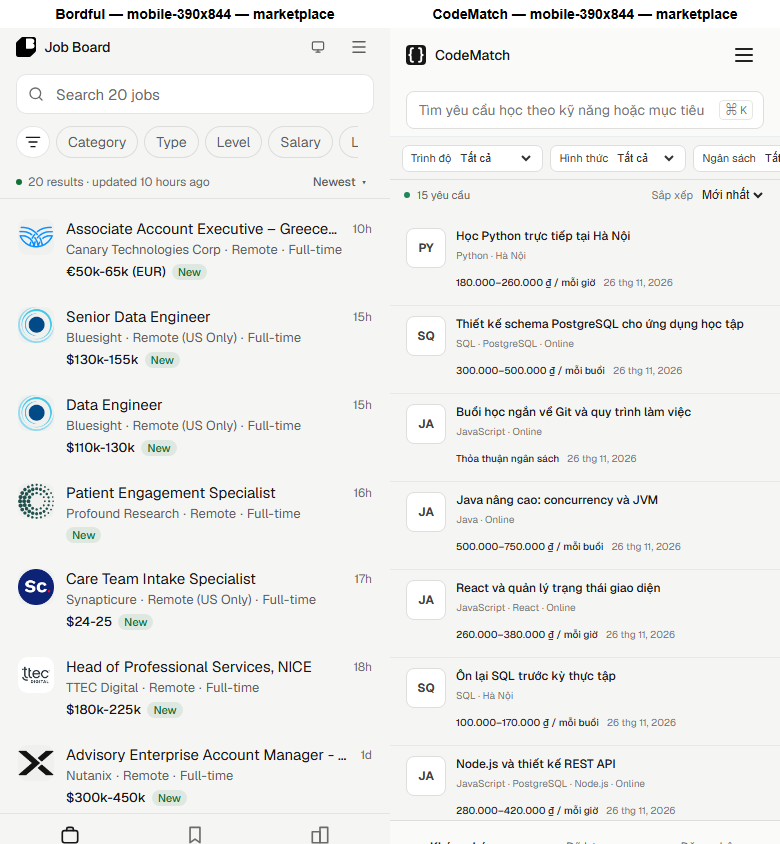 Bordful — mobile-390x844 — marketplace
Job Board
Search 20 jobs
Category
Type
Level
Salary
L
20 results · updated 10 hours ago
Newest
Associate Account Executive – Greece...
10h
Canary Technologies Corp · Remote · Full-time
€50k-65k (EUR)
New
Senior Data Engineer
15h
Bluesight · Remote (US Only) · Full-time
$130k-155k
New
Data Engineer
15h
Bluesight · Remote (US Only) · Full-time
$110k-130k
New
Patient Engagement Specialist
16h
Profound Research · Remote · Full-time
New
Sc.
Care Team Intake Specialist
17h
Synapticure · Remote (US Only) · Full-time
$24-25
New
ttec
DIGITAL
Head of Professional Services, NICE
18h
TTEC Digital · Remote · Full-time
$180k-225k
New
Advisory Enterprise Account Manager - ...
1d
Nutanix · Remote · Full-time
$300k-450k
New
CodeMatch — mobile-390x844 — marketplace
CodeMatch
Tìm yêu cầu học theo kỹ năng hoặc mục tiêu
⌘ K
Trình độ Tất cả
Hình thức Tất cả
Ngân sách Tất
15 yêu cầu
Sắp xếp Mới nhất
PY
Học Python trực tiếp tại Hà Nội
Python · Hà Nội
180.000–260.000 ₫ / mỗi giờ 26 thg 11, 2026
SQ
Thiết kế schema PostgreSQL cho ứng dụng học tập
SQL · PostgreSQL · Online
300.000–500.000 ₫ / mỗi buổi 26 thg 11, 2026
JA
Buổi học ngắn về Git và quy trình làm việc
JavaScript · Online
Thỏa thuận ngân sách 26 thg 11, 2026
JA
Java nâng cao: concurrency và JVM
Java · Online
500.000–750.000 ₫ / mỗi buổi 26 thg 11, 2026
JA
React và quản lý trạng thái giao diện
JavaScript · React · Online
260.000–380.000 ₫ / mỗi giờ 26 thg 11, 2026
SQ
Ôn lại SQL trước kỳ thực tập
SQL · Hà Nội
100.000–170.000 ₫ / mỗi buổi 26 thg 11, 2026
JA
Node.js và thiết kế REST API
JavaScript · PostgreSQL · Node.js · Online
280.000–420.000 ₫ / mỗi giờ 26 thg 11, 2026